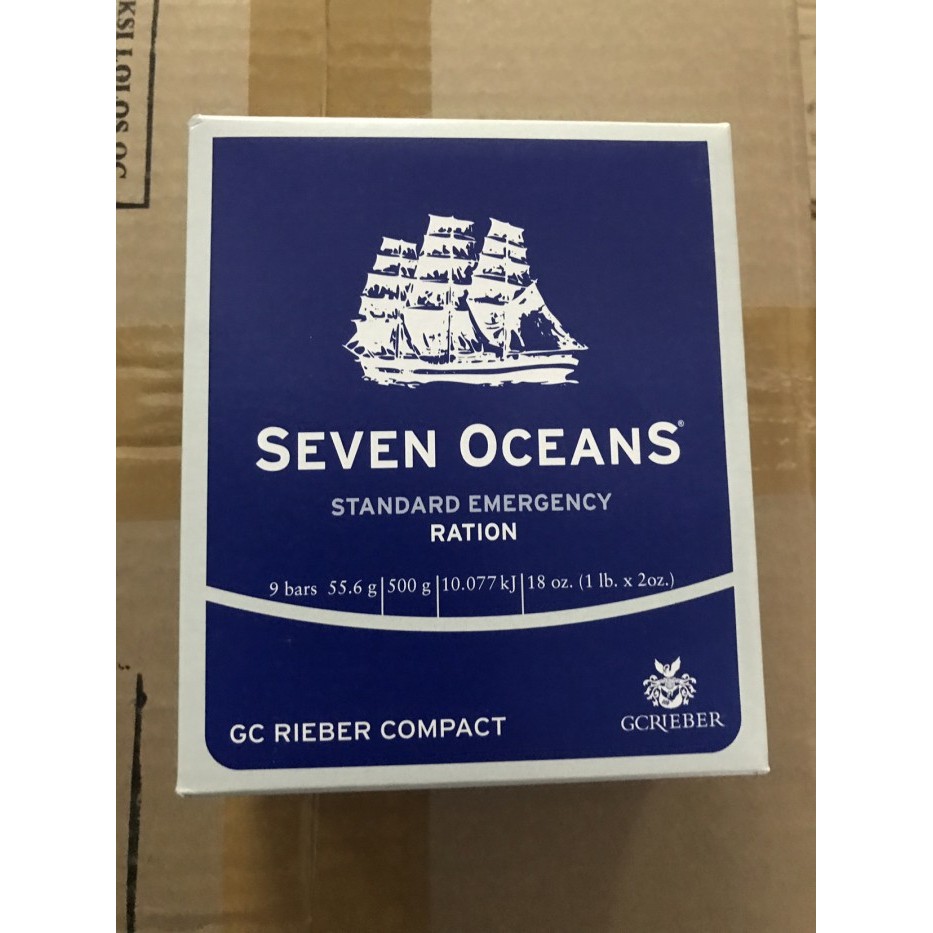 SEVEN OCEANS®
STANDARD EMERGENCY
RATION
9 bars 55.6 g|500 g|10.077 kJ|18 oz. (1 lb. x 2oz.)
GC RIEBER COMPACT
GCRIEBER